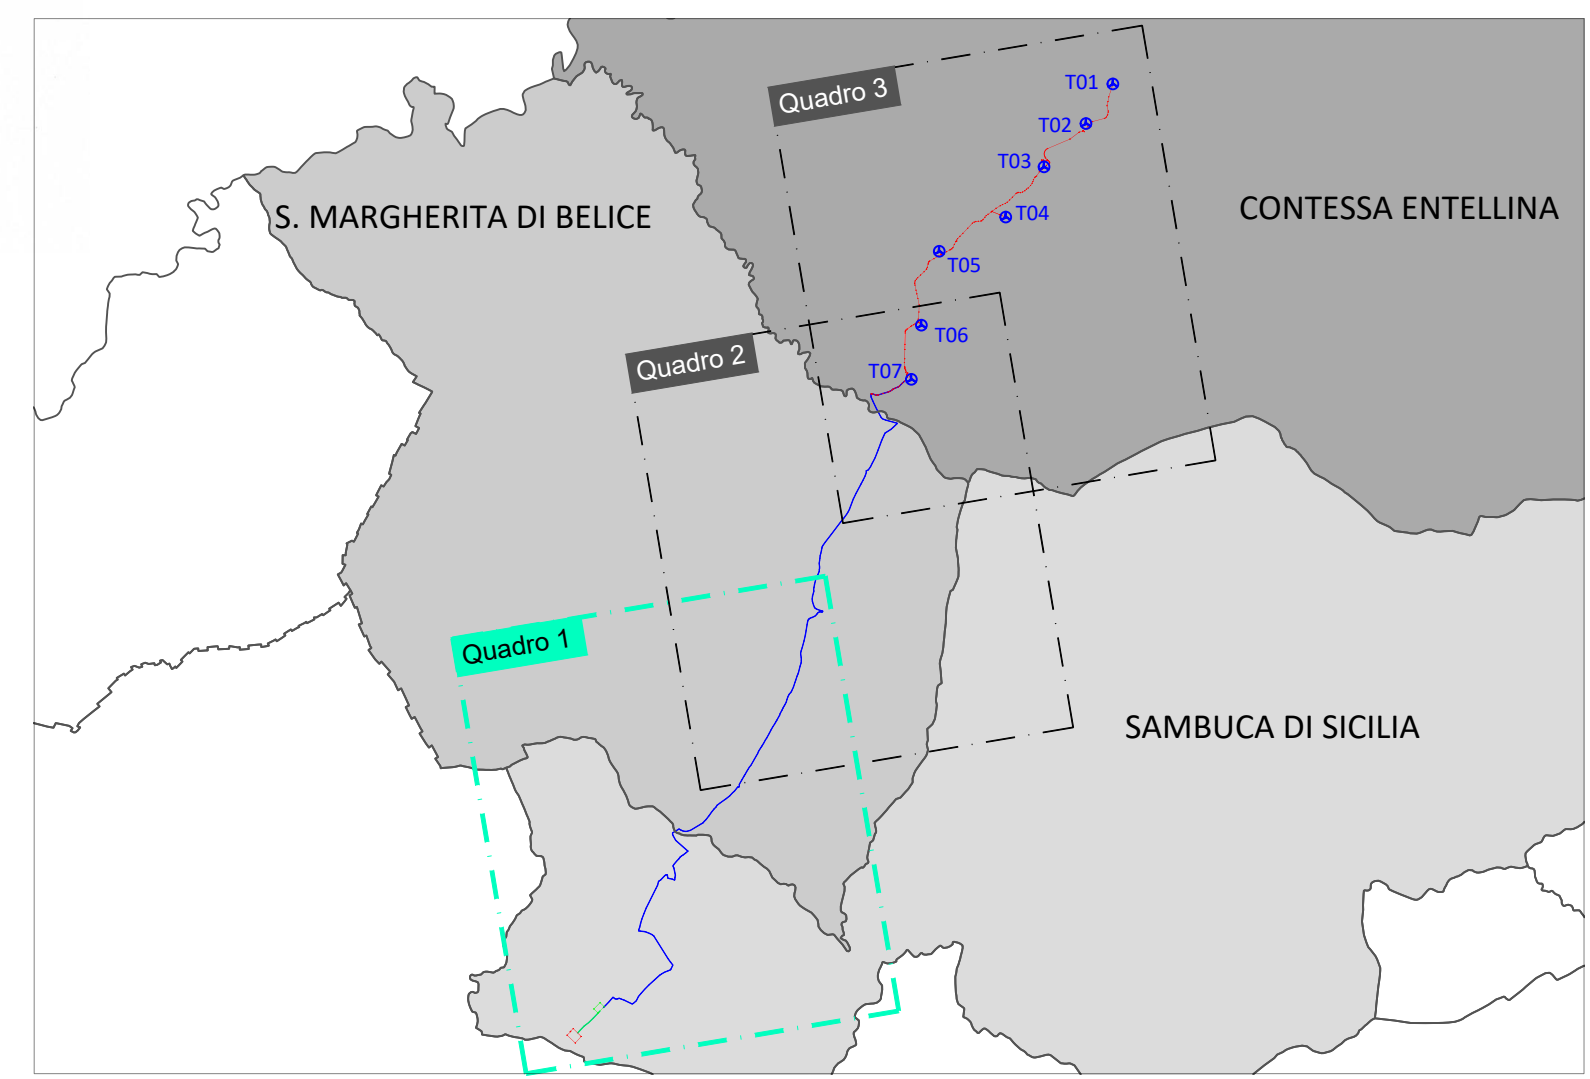 T01
Quadro 3
T02
T03
S. MARGHERITA DI BELICE
T04
CONTESSA ENTELLINA
T05
T06
Quadro 2
T07
Quadro 1
SAMBUCA DI SICILIA